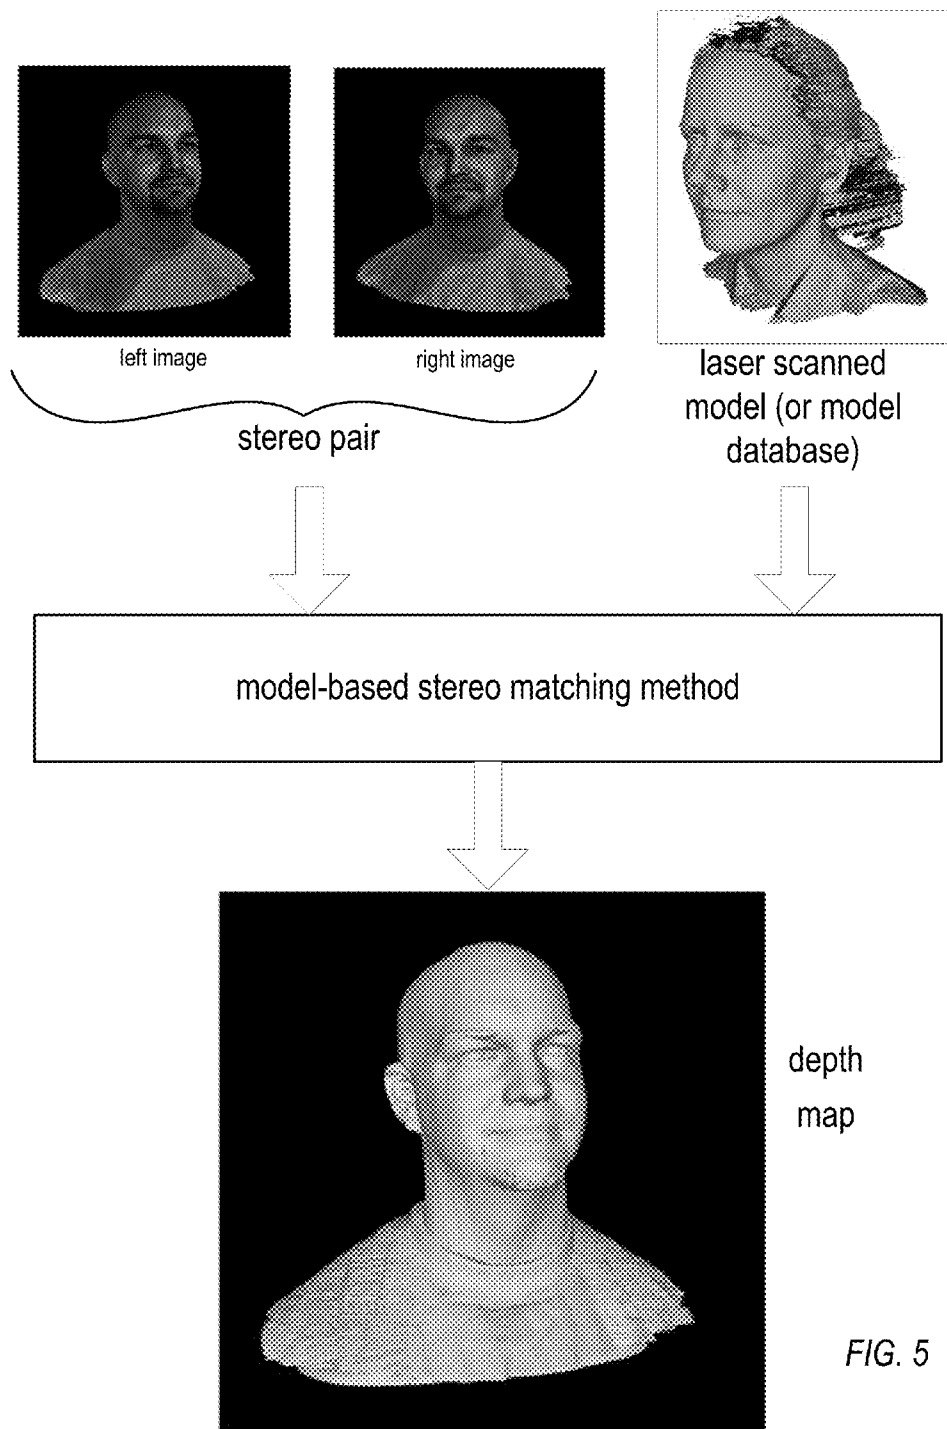 left image
right image
stereo pair
laser scanned
model (or model
database)
model-based stereo matching method
depth
map
FIG. 5